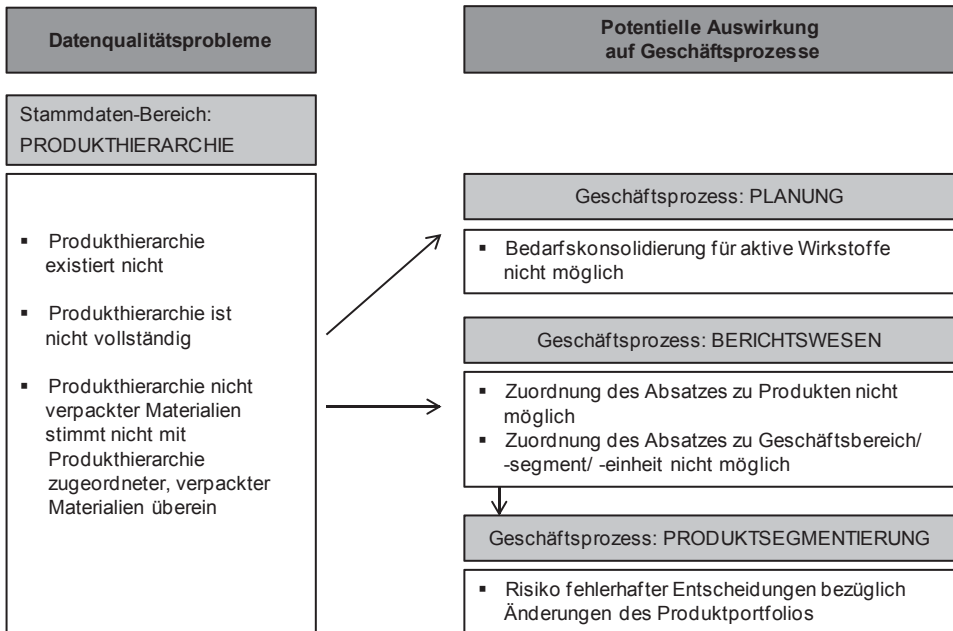 Datenqualitätsprobleme
Potentielle Auswirkung
auf Geschäftsprozesse
Stammdaten-Bereich:
PRODUKTHIERARCHIE
▪ Produkthierarchie
existiert nicht
▪ Produkthierarchie ist
nicht vollständig
▪ Produkthierarchie nicht
verpackter Materialien
stimmt nicht mit
Produkthierarchie
zugeordneter, verpackter
Materialien überein
Geschäftsprozess: PLANUNG
▪ Bedarfskonsolidierung für aktive Wirkstoffe
nicht möglich
Geschäftsprozess: BERICHTSWESEN
▪ Zuordnung des Absatzes zu Produkten nicht
möglich
▪ Zuordnung des Absatzes zu Geschäftsbereich/
-segment/ -einheit nicht möglich
Geschäftsprozess: PRODUKTSEGMENTIERUNG
▪ Risiko fehlerhafter Entscheidungen bezüglich
Änderungen des Produktportfolios